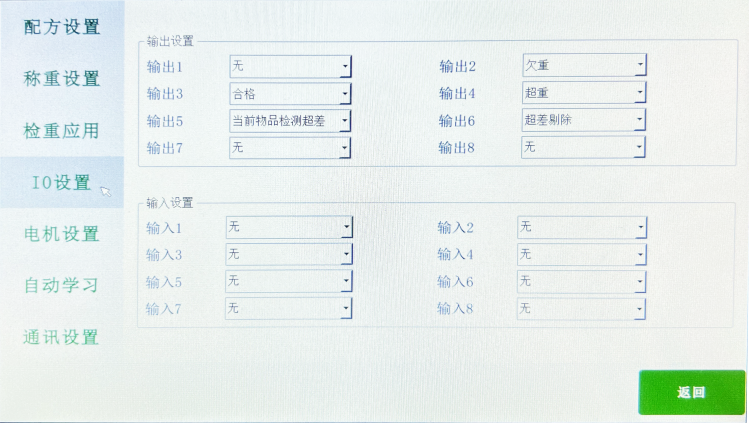 配方设置
称重设置
检重应用
IO设置
电机设置
自动学习
通讯设置
输出设置
输出1 无 输出2 欠重
输出3 合格 输出4 超重
输出5 当前物品检测超差 输出6 超差剔除
输出7 无 输出8 无
输入设置
输入1 无 输入2 无
输入3 无 输入4 无
输入5 无 输入6 无
输入7 无 输入8 无
返回